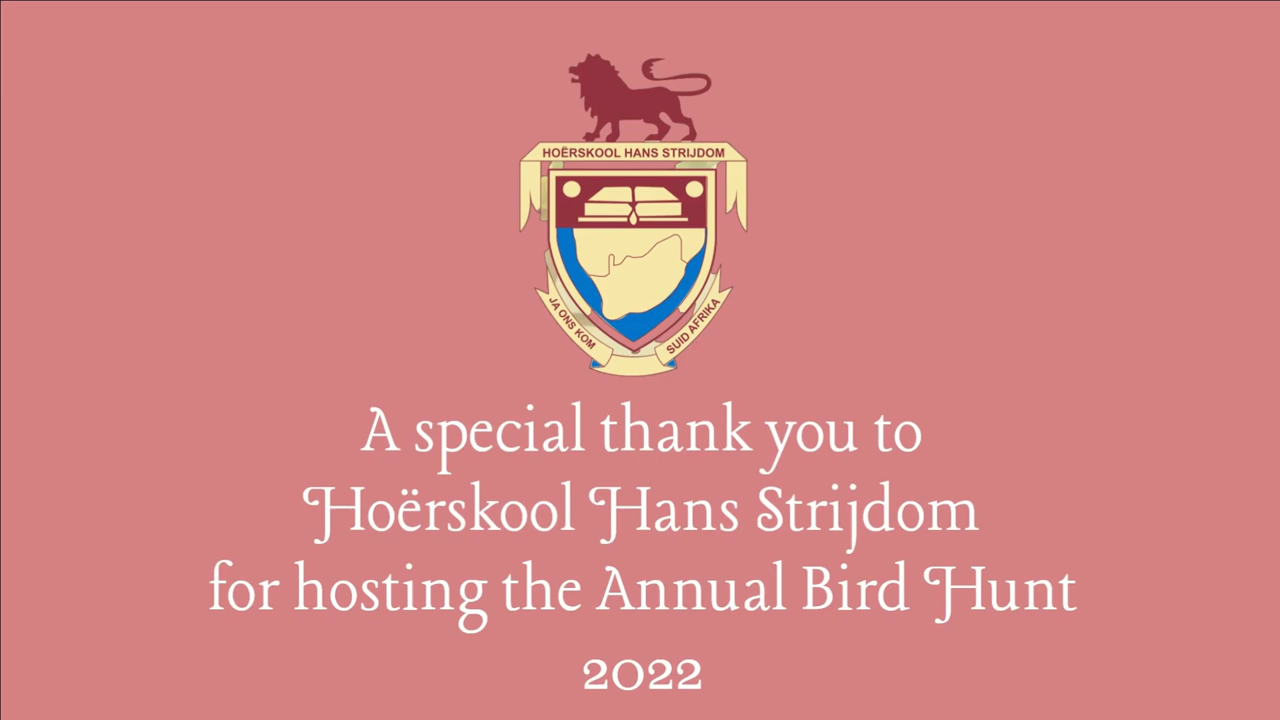 HOËRSKOOL HANS STRIJDOM
JA ONS KOM
SUID AFRIKA
A special thank you to
Hoërskool Hans Strijdom
for hosting the Annual Bird Hunt
2022